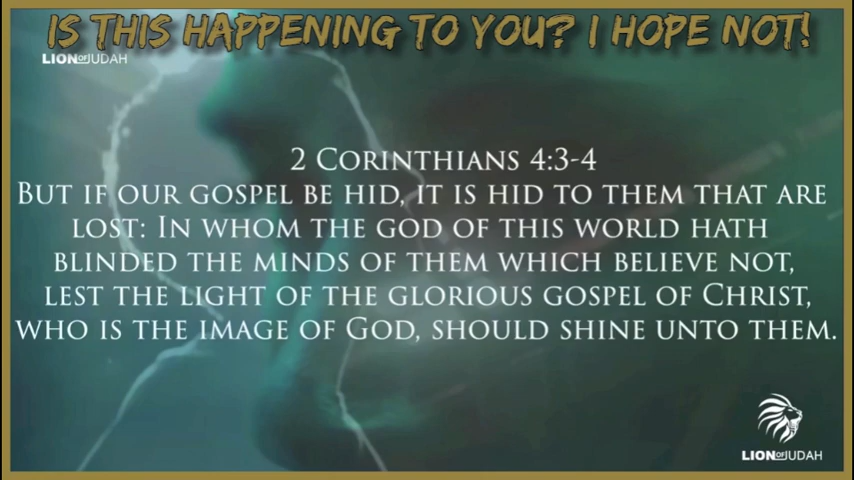 IS THIS HAPPENING TO YOU? I HOPE NOT!
LION OF JUDAH
2 CORINTHIANS 4:3-4
BUT IF OUR GOSPEL BE HID, IT IS HID TO THEM THAT ARE
LOST: IN WHOM THE GOD OF THIS WORLD HATH
BLINDED THE MINDS OF THEM WHICH BELIEVE NOT,
LEST THE LIGHT OF THE GLORIOUS GOSPEL OF CHRIST,
WHO IS THE IMAGE OF GOD, SHOULD SHINE UNTO THEM.
LION OF JUDAH